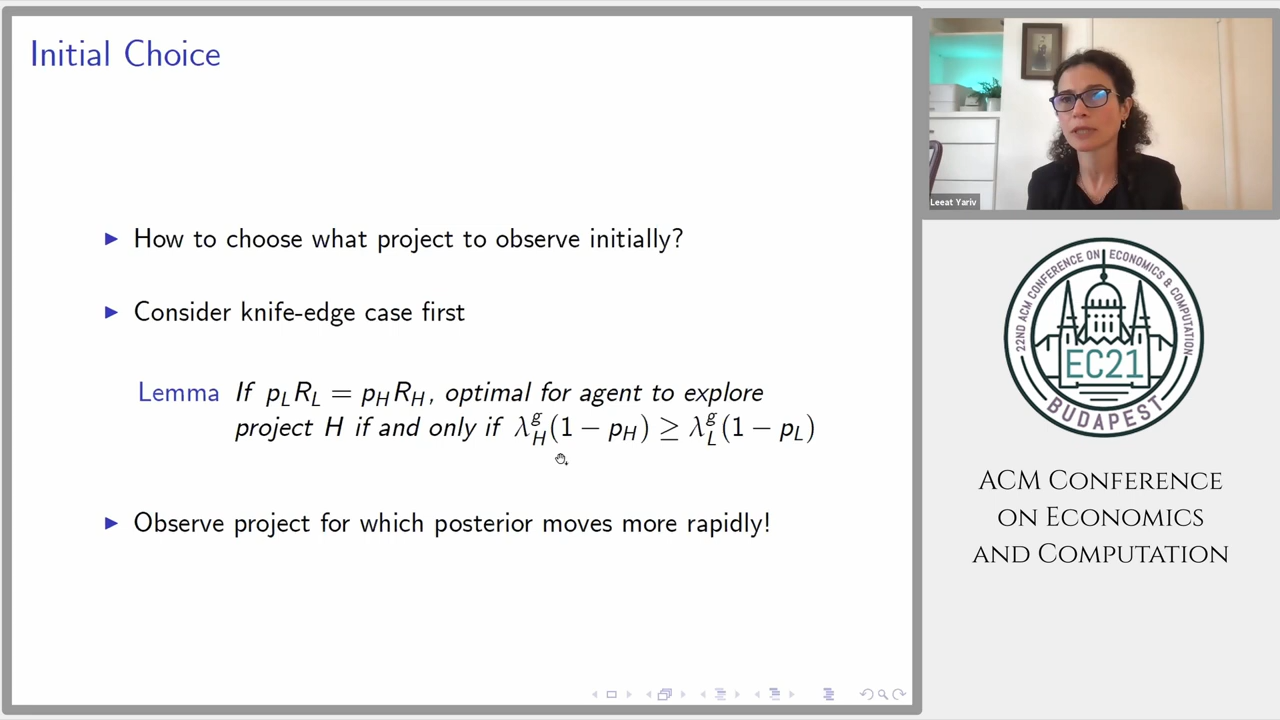 Initial Choice
▶ How to choose what project to observe initially?
▶ Consider knife-edge case first
Lemma If p_L R_L = p_H R_H, optimal for agent to explore
project H if and only if λ_H^g(1 − p_H) ≥ λ_L^g(1 − p_L)
▶ Observe project for which posterior moves more rapidly!
Leeat Yariv
22ND ACM CONFERENCE ON ECONOMICS & COMPUTATION
EC21
BUDAPEST
ACM CONFERENCE
ON ECONOMICS
AND COMPUTATION